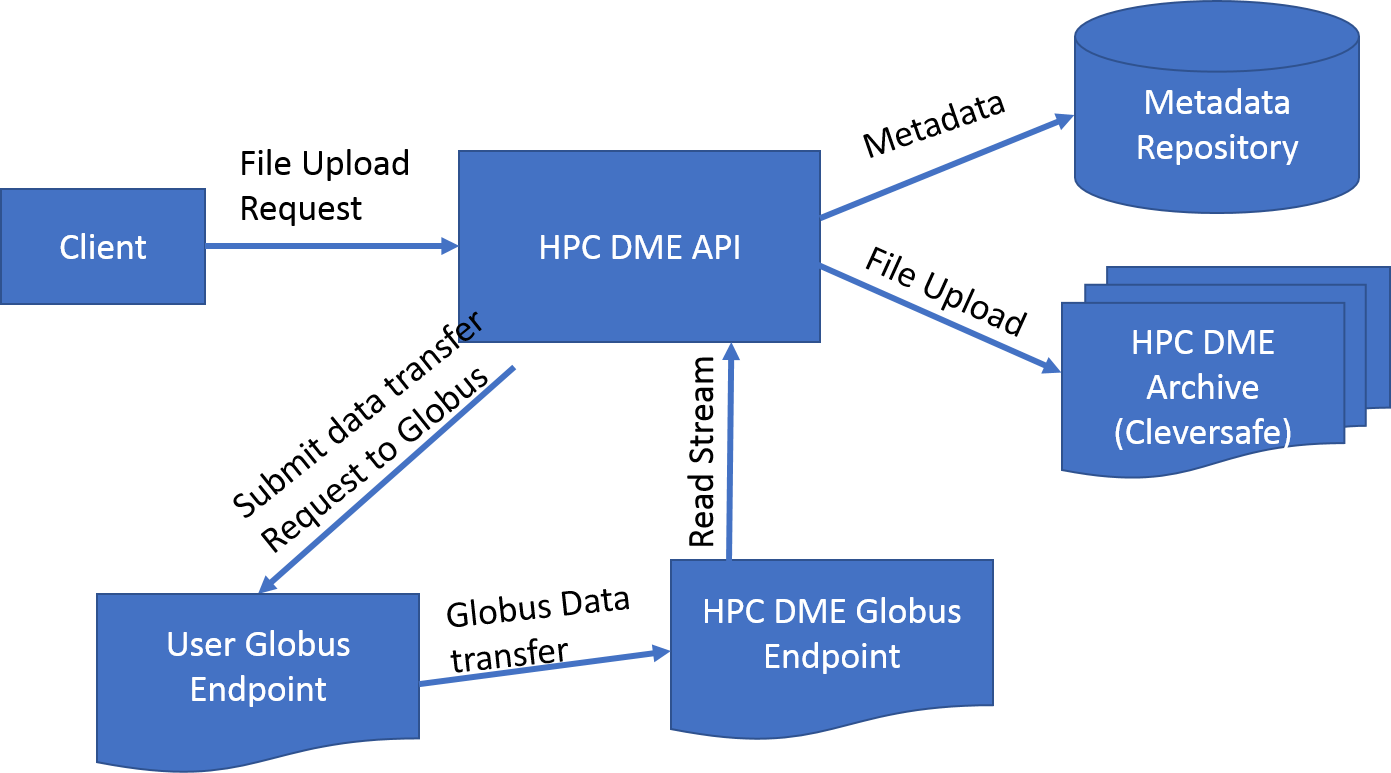 File Upload
Request
Client
HPC DME API
Metadata
Metadata
Repository
File Upload
HPC DME
Archive
(Cleversafe)
Submit data transfer
Request to Globus
Read Stream
User Globus
Endpoint
Globus Data
transfer
HPC DME Globus
Endpoint